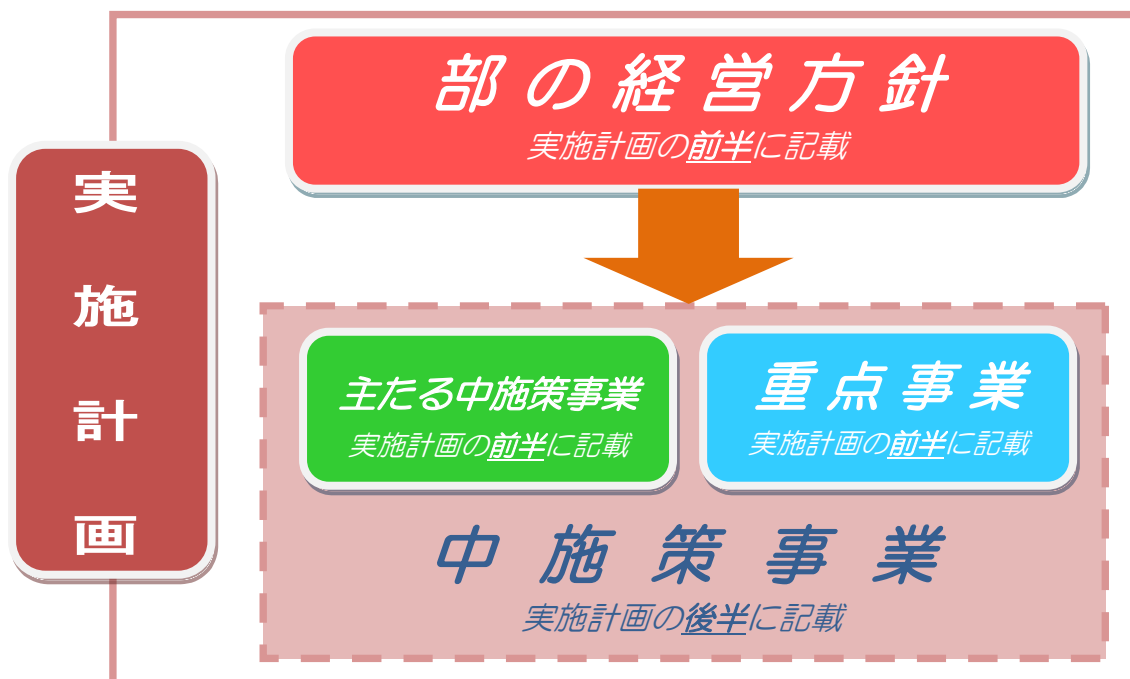 実施計画
部の経営方針
実施計画の前半に記載
主たる中施策事業
実施計画の前半に記載
重点事業
実施計画の前半に記載
中施策事業
実施計画の後半に記載